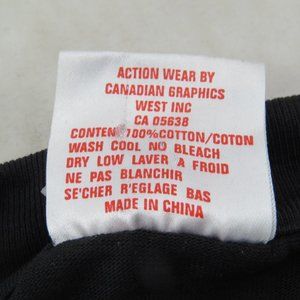 ACTION WEAR BY
CANADIAN GRAPHICS
WEST INC
CA 05638
CONTEN 100%COTTON/COTON
WASH COOL NO BLEACH
DRY LOW LAVER A FROID
NE PAS BLANCHIR
SE'CHER R'EGLAGE BAS
MADE IN CHINA